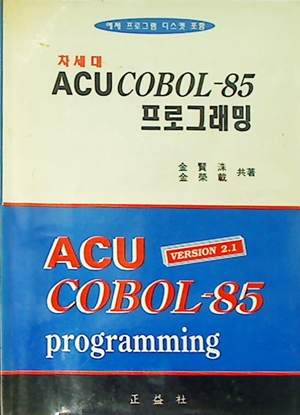 예제 프로그램 디스켓 포함
차세대
ACU COBOL-85
프로그래밍
金 賢 洙
金 榮 載 共著
ACU
VERSION 2.1
COBOL-85
programming
正益社